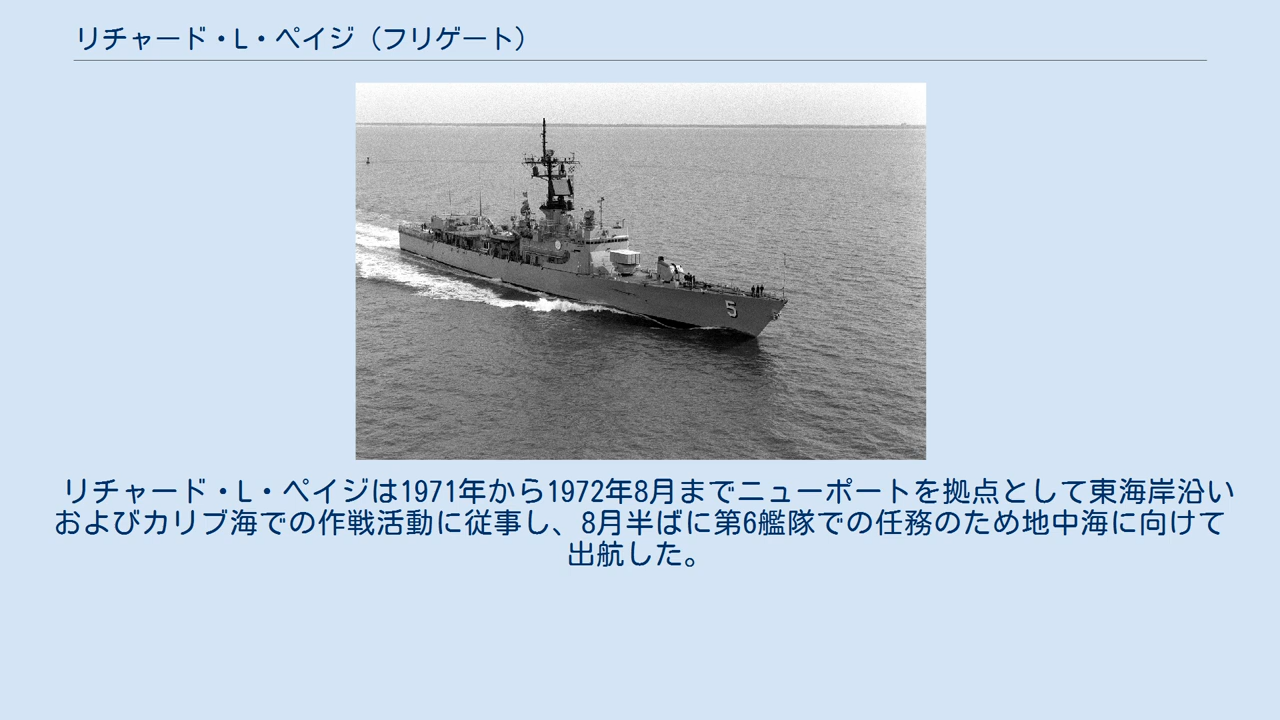 リチャード・L・ペイジ（フリゲート）
5
リチャード・L・ペイジは1971年から1972年8月までニューポートを拠点として東海岸沿い
およびカリブ海での作戦活動に従事し、8月半ばに第6艦隊での任務のため地中海に向けて
出航した。